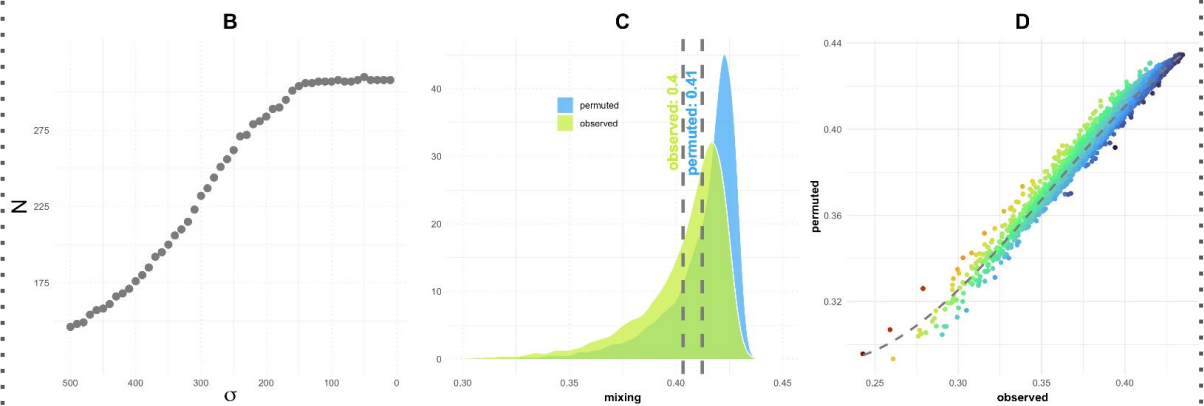 B
N
275
225
175
500
400
300
200
100
0
σ
C
40
30
20
10
0
permuted
observed
observed: 0.4
permuted: 0.41
0.30
0.35
0.40
0.45
mixing
D
permuted
0.44
0.40
0.36
0.32
0.25
0.30
0.35
0.40
observed